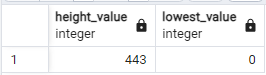 height_value lowest_value
integer integer
1 443 0